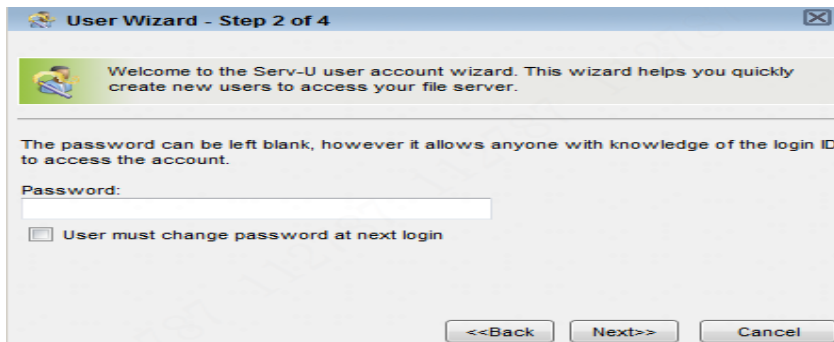 User Wizard - Step 2 of 4
Welcome to the Serv-U user account wizard. This wizard helps you quickly
create new users to access your file server.
The password can be left blank, however it allows anyone with knowledge of the login ID
to access the account.
Password:
User must change password at next login
<<Back Next>> Cancel